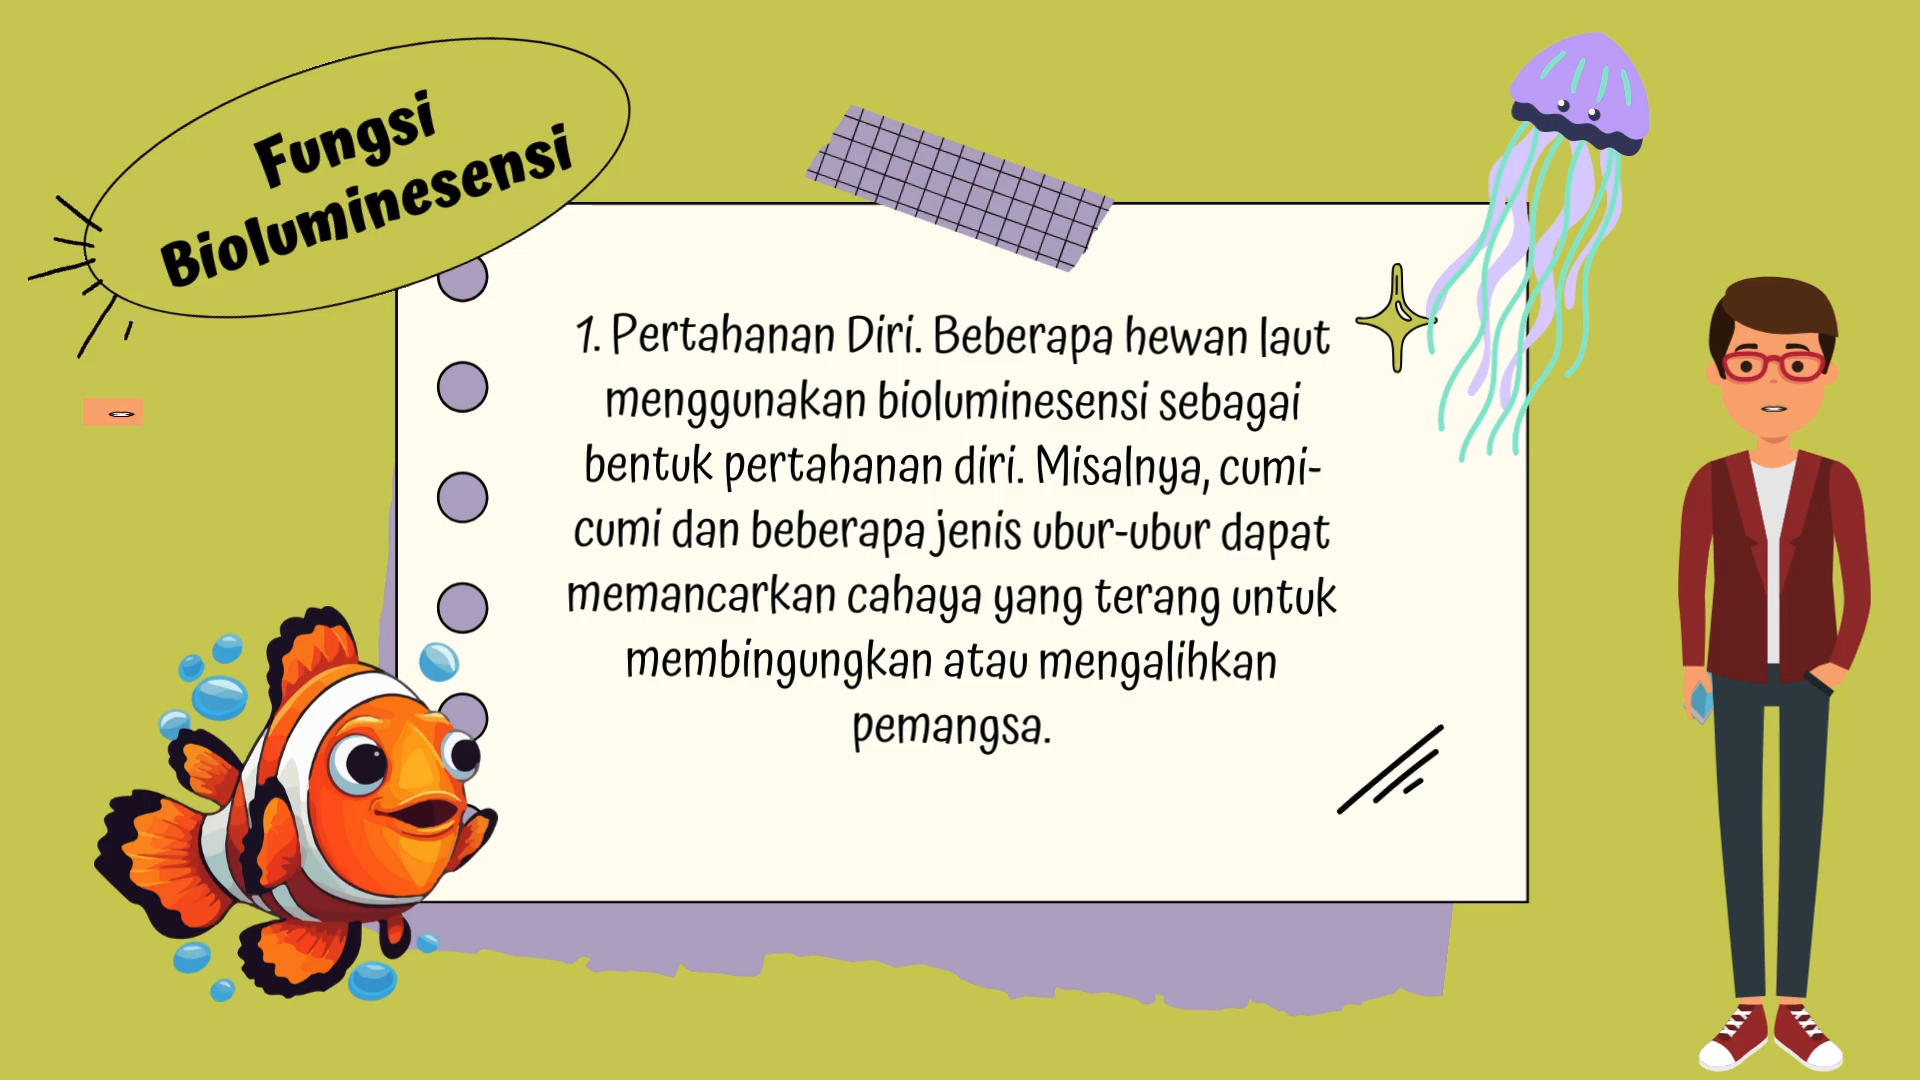 Fungsi
Bioluminesensi
1. Pertahanan Diri. Beberapa hewan laut
menggunakan bioluminesensi sebagai
bentuk pertahanan diri. Misalnya, cumi-
cumi dan beberapa jenis ubur-ubur dapat
memancarkan cahaya yang terang untuk
membingungkan atau mengalihkan
pemangsa.